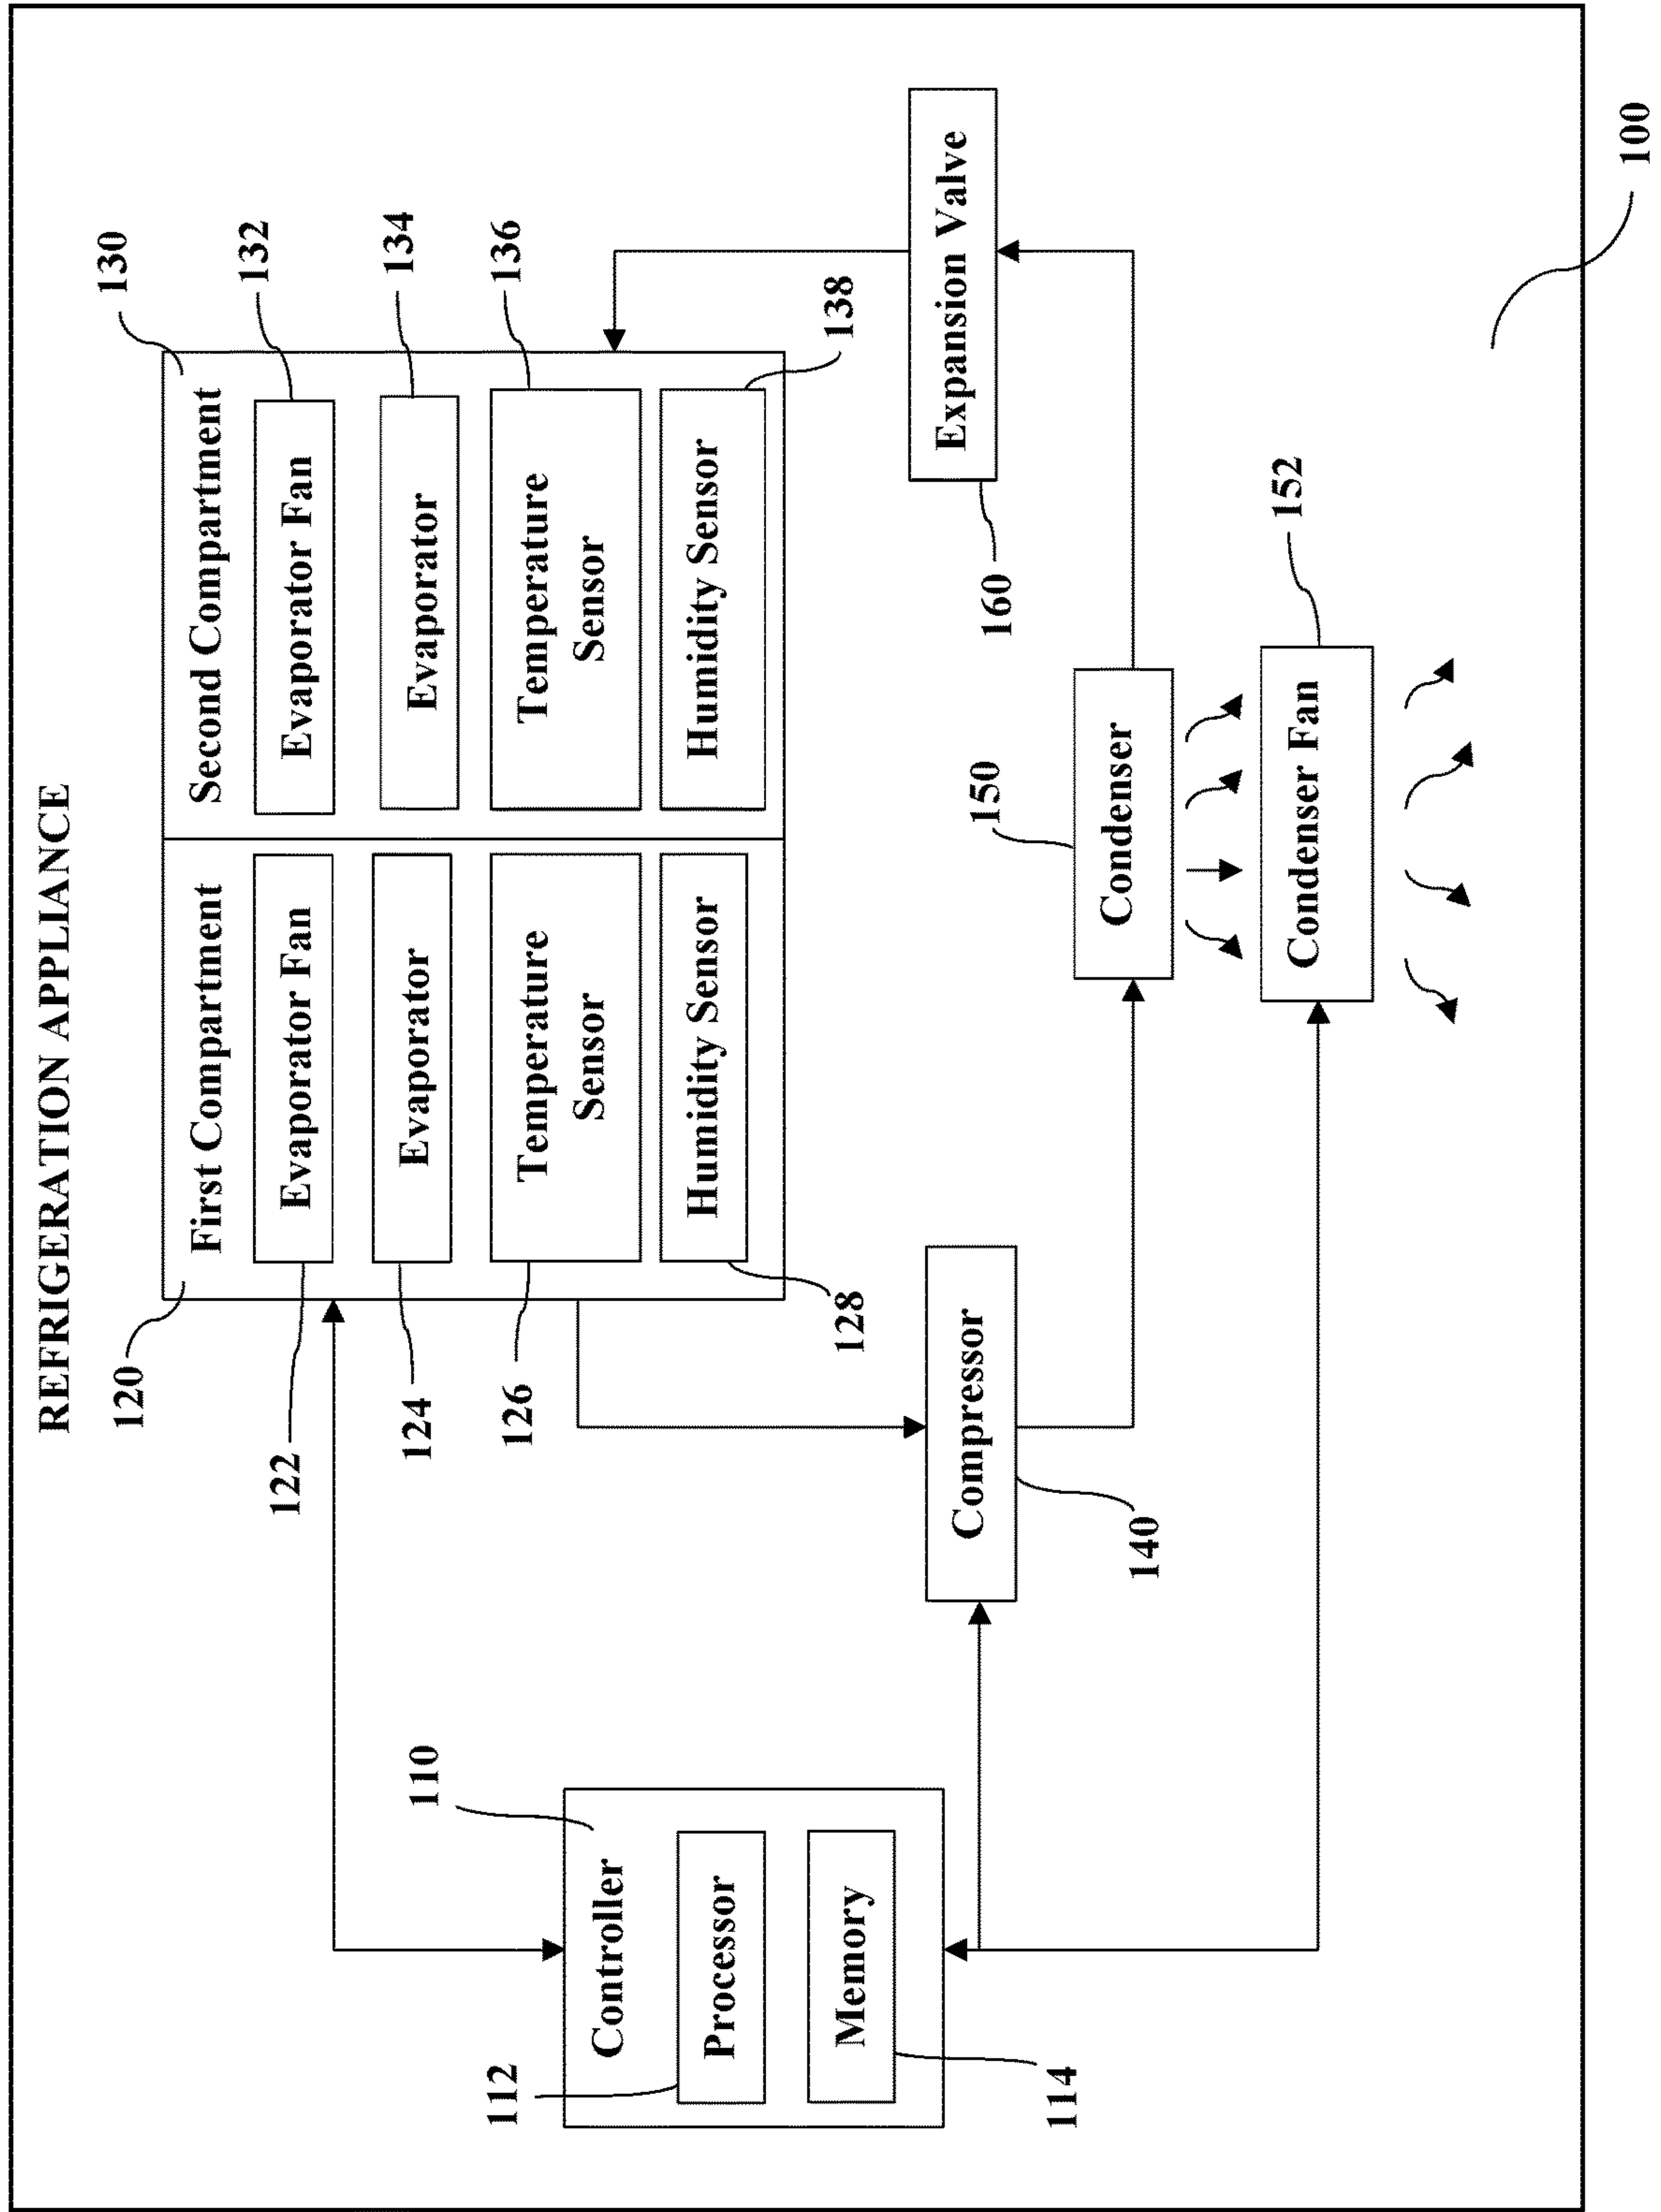 REFRIGERATION APPLIANCE
120
130
First Compartment
Second Compartment
122
Evaporator Fan
Evaporator Fan
132
124
Evaporator
Evaporator
134
126
Temperature
Sensor
Temperature
Sensor
136
128
Humidity Sensor
Humidity Sensor
138
110
Controller
112
Processor
Memory
114
Compressor
140
Expansion Valve
160
150
Condenser
Condenser Fan
152
100